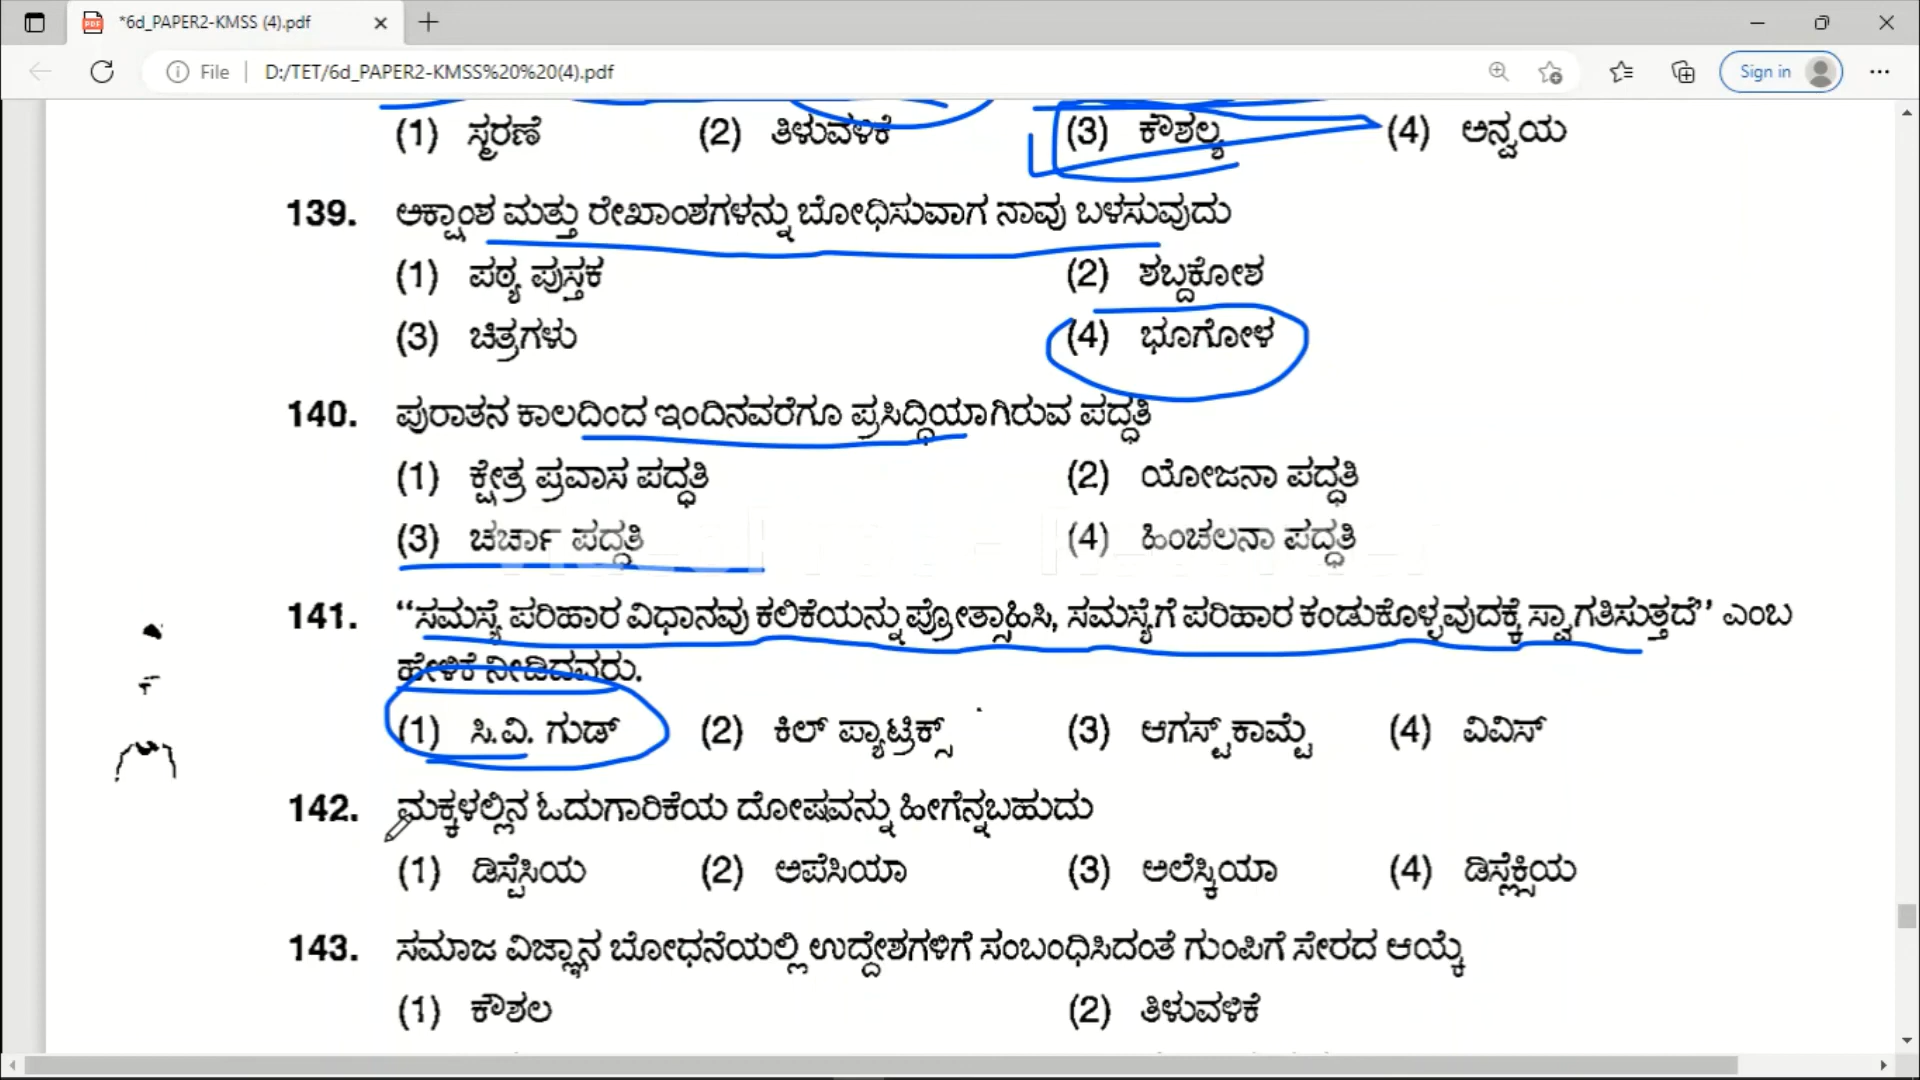 *6d_PAPER2-KMSS (4).pdf
File D:/TET/6d_PAPER2-KMSS%20%20(4).pdf Sign in
(1) ಸ್ಮರಣೆ (2) ತಿಳುವಳಿಕೆ (3) ಕೌಶಲ್ಯ (4) ಅನ್ವಯ
139. ಅಕ್ಷಾಂಶ ಮತ್ತು ರೇಖಾಂಶಗಳನ್ನು ಬೋಧಿಸುವಾಗ ನಾವು ಬಳಸುವುದು
(1) ಪಠ್ಯ ಪುಸ್ತಕ (2) ಶಬ್ದಕೋಶ
(3) ಚಿತ್ರಗಳು (4) ಭೂಗೋಳ
140. ಪುರಾತನ ಕಾಲದಿಂದ ಇಂದಿನವರೆಗೂ ಪ್ರಸಿದ್ಧಿಯಾಗಿರುವ ಪದ್ಧತಿ
(1) ಕ್ಷೇತ್ರ ಪ್ರವಾಸ ಪದ್ಧತಿ (2) ಯೋಜನಾ ಪದ್ಧತಿ
(3) ಚರ್ಚಾ ಪದ್ಧತಿ (4) ಹಿಂಚಲನಾ ಪದ್ಧತಿ
141. “ಸಮಸ್ಯೆ ಪರಿಹಾರ ವಿಧಾನವು ಕಲಿಕೆಯನ್ನು ಪ್ರೋತ್ಸಾಹಿಸಿ, ಸಮಸ್ಯೆಗೆ ಪರಿಹಾರ ಕಂಡುಕೊಳ್ಳವುದಕ್ಕೆ ಸ್ವಾಗತಿಸುತ್ತದೆ” ಎಂಬ
ಹೇಳಿಕೆ ನೀಡಿದವರು.
(1) ಸಿ.ವಿ. ಗುಡ್ (2) ಕಿಲ್ ಪ್ಯಾಟ್ರಿಕ್ಸ್ (3) ಆಗಸ್ಟ್ ಕಾಮ್ಟೆ (4) ವಿವಿಸ್
142. ಮಕ್ಕಳಲ್ಲಿನ ಓದುಗಾರಿಕೆಯ ದೋಷವನ್ನು ಹೀಗೆನ್ನಬಹುದು
(1) ಡಿಸ್ಪೆಸಿಯ (2) ಅಪೆಸಿಯಾ (3) ಅಲೆಸ್ಕಿಯಾ (4) ಡಿಸ್ಲೆಕ್ಸಿಯ
143. ಸಮಾಜ ವಿಜ್ಞಾನ ಬೋಧನೆಯಲ್ಲಿ ಉದ್ದೇಶಗಳಿಗೆ ಸಂಬಂಧಿಸಿದಂತೆ ಗುಂಪಿಗೆ ಸೇರದ ಆಯ್ಕೆ
(1) ಕೌಶಲ (2) ತಿಳುವಳಿಕೆ